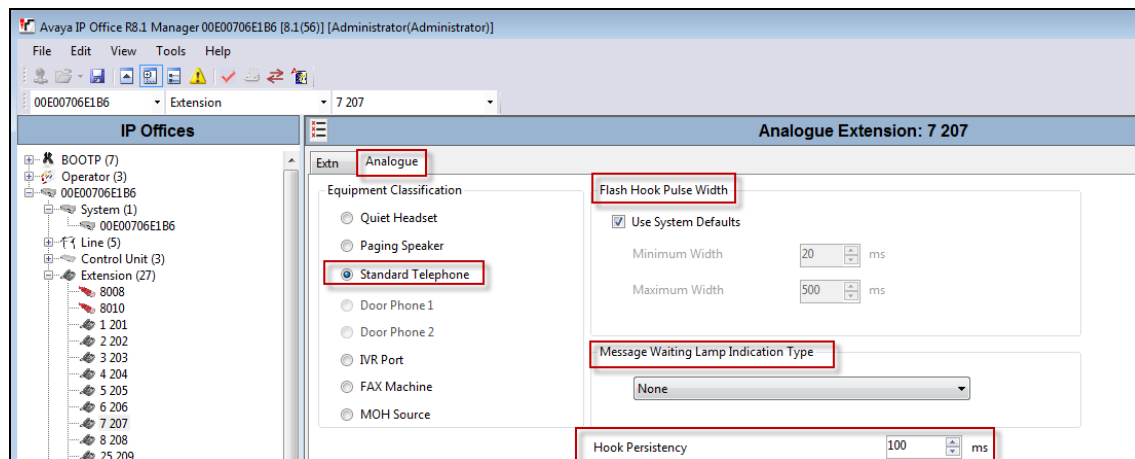 Avaya IP Office R8.1 Manager 00E00706E1B6 [8.1(56)] [Administrator(Administrator)]
File Edit View Tools Help
00E00706E1B6 Extension 7 207
IP Offices
BOOTP (7)
Operator (3)
00E00706E1B6
System (1)
00E00706E1B6
Line (5)
Control Unit (3)
Extension (27)
8008
8010
1 201
2 202
3 203
4 204
5 205
6 206
7 207
8 208
25 209
Analogue Extension: 7 207
Extn Analogue
Equipment Classification
Quiet Headset
Paging Speaker
Standard Telephone
Door Phone 1
Door Phone 2
IVR Port
FAX Machine
MOH Source
Flash Hook Pulse Width
Use System Defaults
Minimum Width 20 ms
Maximum Width 500 ms
Message Waiting Lamp Indication Type
None
Hook Persistency 100 ms